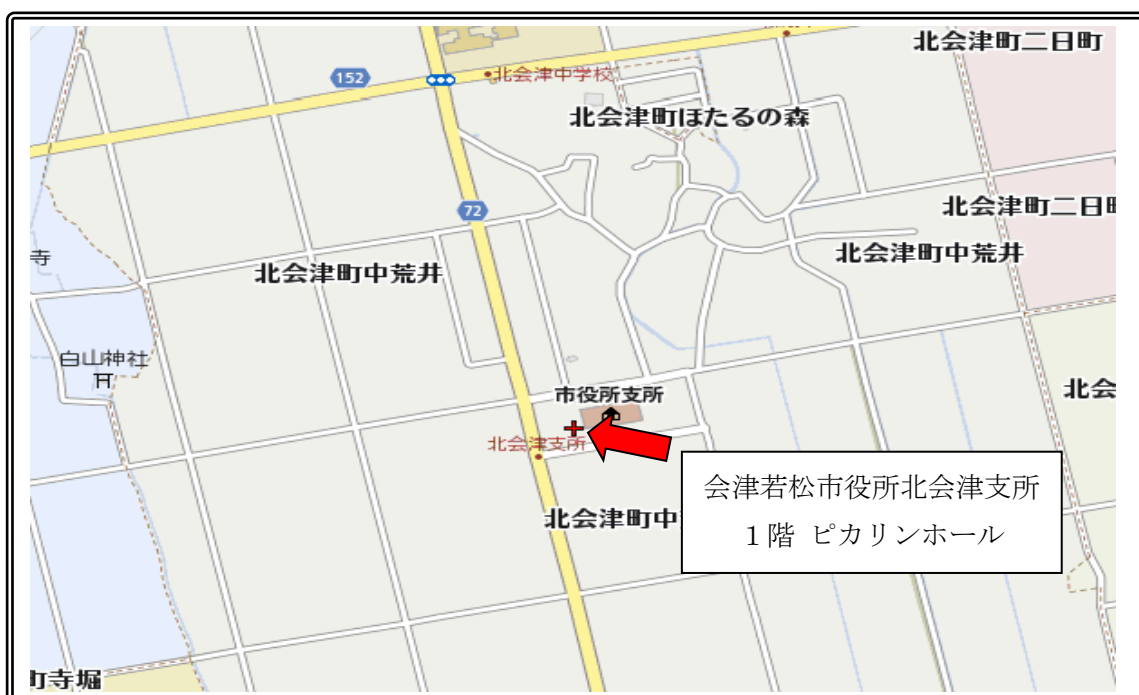 北会津町二日町
152
北会津中学校
北会津町ほたるの森
北会津町二日町
72
寺
北会津町中荒井
北会津町中荒井
白山神社
市役所支所
北会
北会津支所
会津若松市役所北会津支所
北会津町中
１階 ピカリンホール
町寺堀